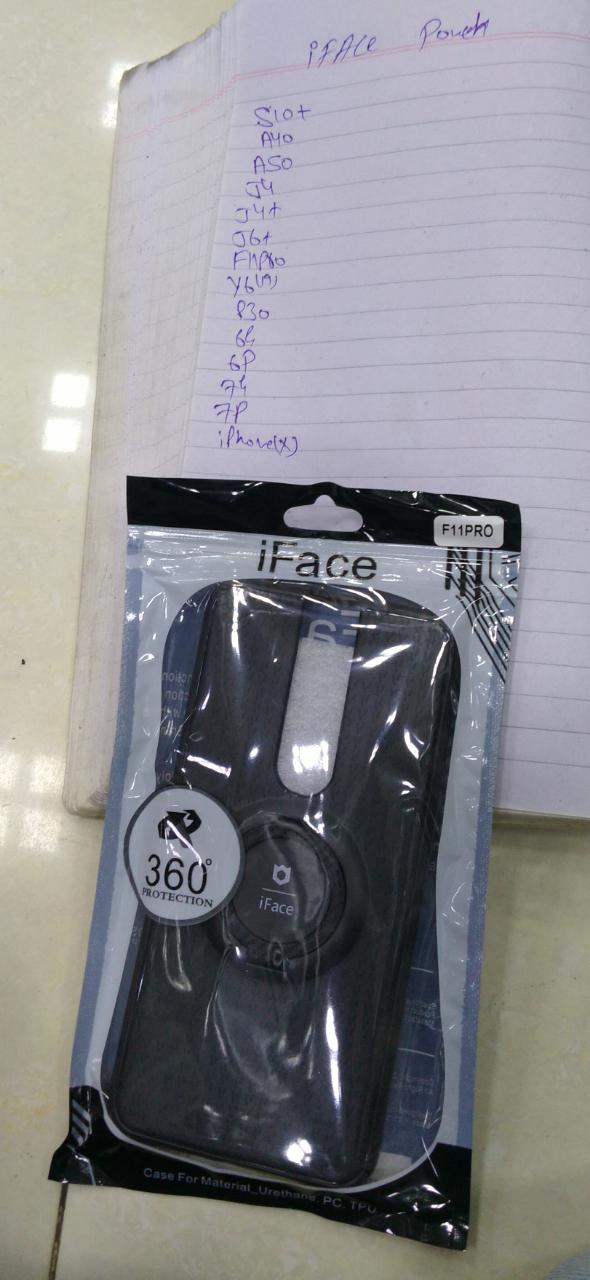 iFACe Pouch
S10+
A40
A50
J4
J4+
J6+
F11Pro
Y6(19)
P30
6G
6P
7G
7P
iPhone(X)
F11PRO
iFace
360°
PROTECTION
iFace
Case For Material_Urethane, PC, TPU